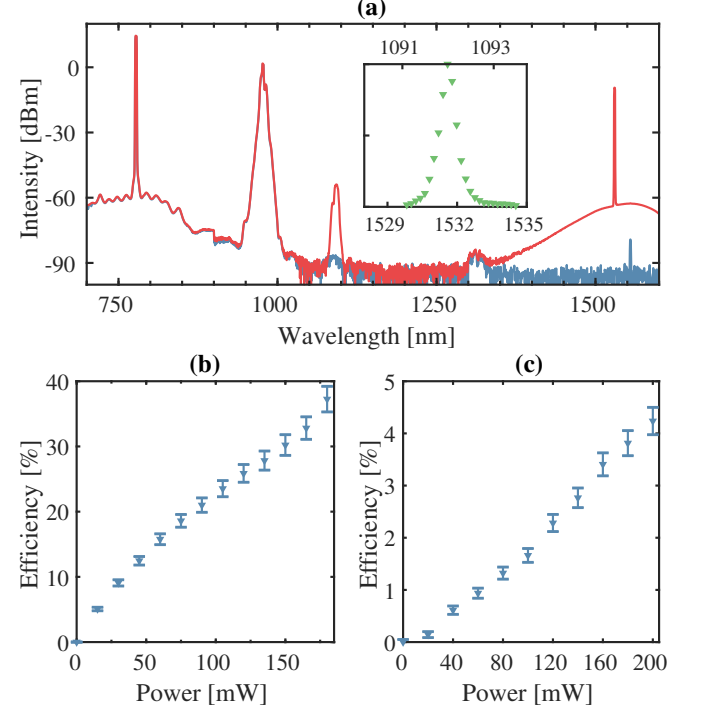 (a)
1091 1093
0
-30
-60
-90
Intensity [dBm]
1529 1532 1535
750 1000 1250 1500
Wavelength [nm]
(b)
40
30
20
10
0
Efficiency [%]
0 50 100 150
Power [mW]
(c)
5
4
3
2
1
0
Efficiency [%]
0 40 80 120 160 200
Power [mW]